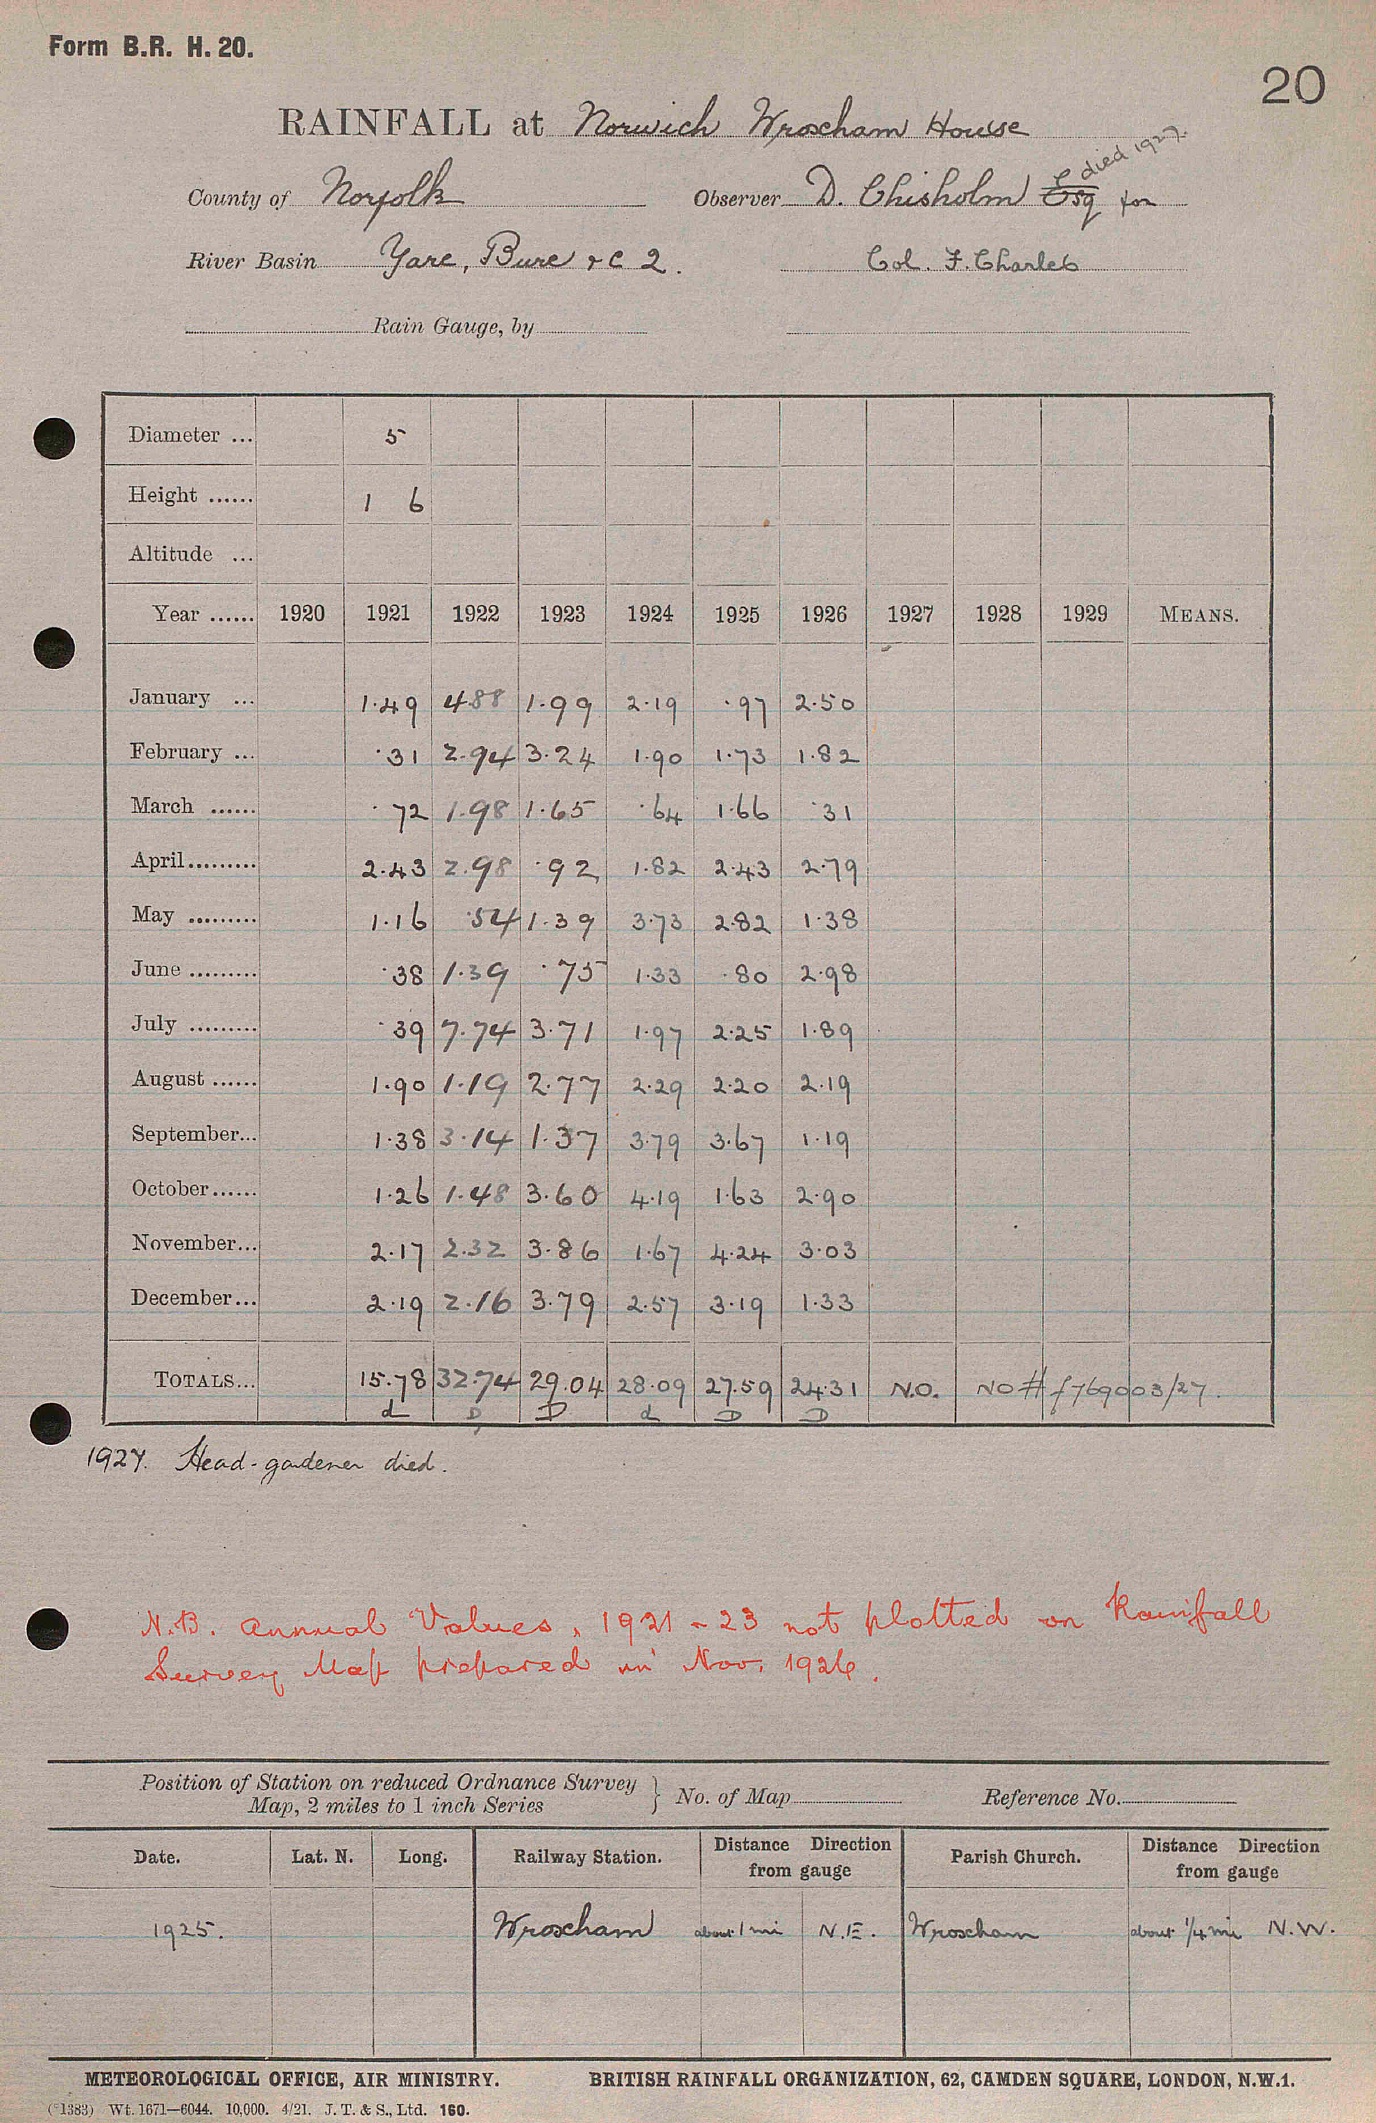 Form B.R. H. 20.
20
RAINFALL at Norwich Wroxham House
died 1927.
County of Norfolk Observer D. Chisholm Esq for
River Basin Yare, Bure &c 2. Col. F. Charles
Rain Gauge, by
Diameter ... 5
Height ...... 1 6
Altitude ...
Year ...... 1920 1921 1922 1923 1924 1925 1926 1927 1928 1929 MEANS.
January ... 1.49 4.88 1.99 2.19 .97 2.50
February ... .31 2.94 3.24 1.90 1.73 1.82
March ...... .72 1.98 1.65 .64 1.66 .31
April......... 2.43 2.98 .92 1.82 2.43 2.79
May ......... 1.16 .54 1.39 3.73 2.82 1.38
June ......... .38 1.39 .75 1.33 .80 2.98
July ......... .39 7.74 3.71 1.97 2.25 1.89
August ...... 1.90 1.19 2.77 2.29 2.20 2.19
September... 1.38 3.14 1.37 3.79 3.67 1.19
October...... 1.26 1.48 3.60 4.19 1.63 2.90
November... 2.17 2.32 3.86 1.67 4.24 3.03
December... 2.19 2.16 3.79 2.57 3.19 1.33
TOTALS... 15.78 32.74 29.04 28.09 27.59 24.31 N.O. NO # f769003/27.
d D D d D D
1927. Head-gardener died.
N.B. Annual Values, 1921-23 not plotted on Rainfall
Survey Map prepared in Nov. 1924.
Position of Station on reduced Ordnance Survey
Map, 2 miles to 1 inch Series } No. of Map Reference No.
Date. Lat. N. Long. Railway Station. Distance Direction from gauge Parish Church. Distance Direction from gauge
1925. Wroxham about 1 mi N.E. Wroxham about 1/4 mi N.W.
METEOROLOGICAL OFFICE, AIR MINISTRY. BRITISH RAINFALL ORGANIZATION, 62, CAMDEN SQUARE, LONDON, N.W.1.
(*1383) Wt. 1671—6044. 10,000. 4/21. J. T. & S., Ltd. 160.